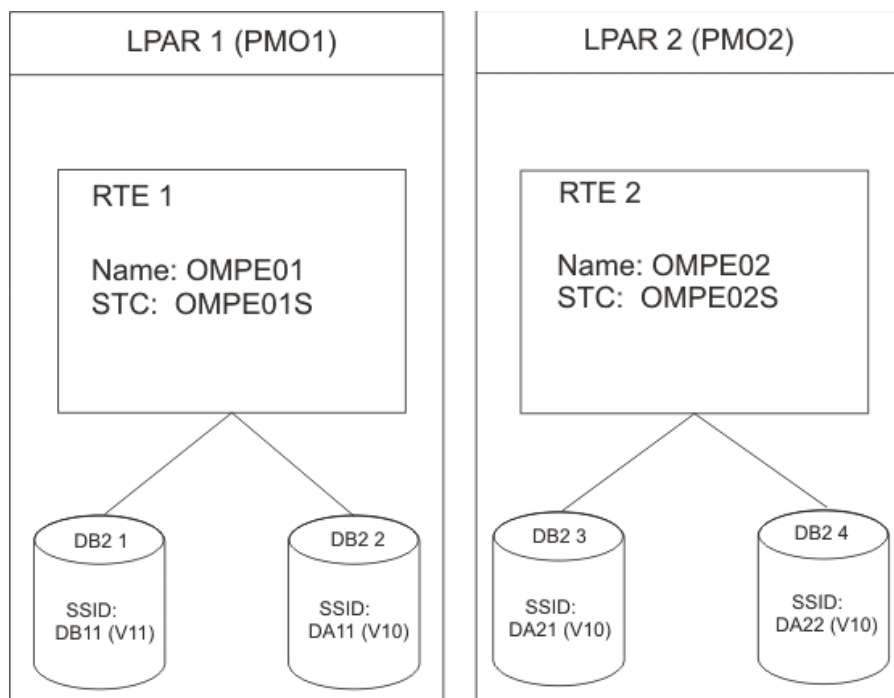 LPAR 1 (PMO1)
RTE 1
Name: OMPE01
STC: OMPE01S
DB2 1
SSID:
DB11 (V11)
DB2 2
SSID:
DA11 (V10)
LPAR 2 (PMO2)
RTE 2
Name: OMPE02
STC: OMPE02S
DB2 3
SSID:
DA21 (V10)
DB2 4
SSID:
DA22 (V10)